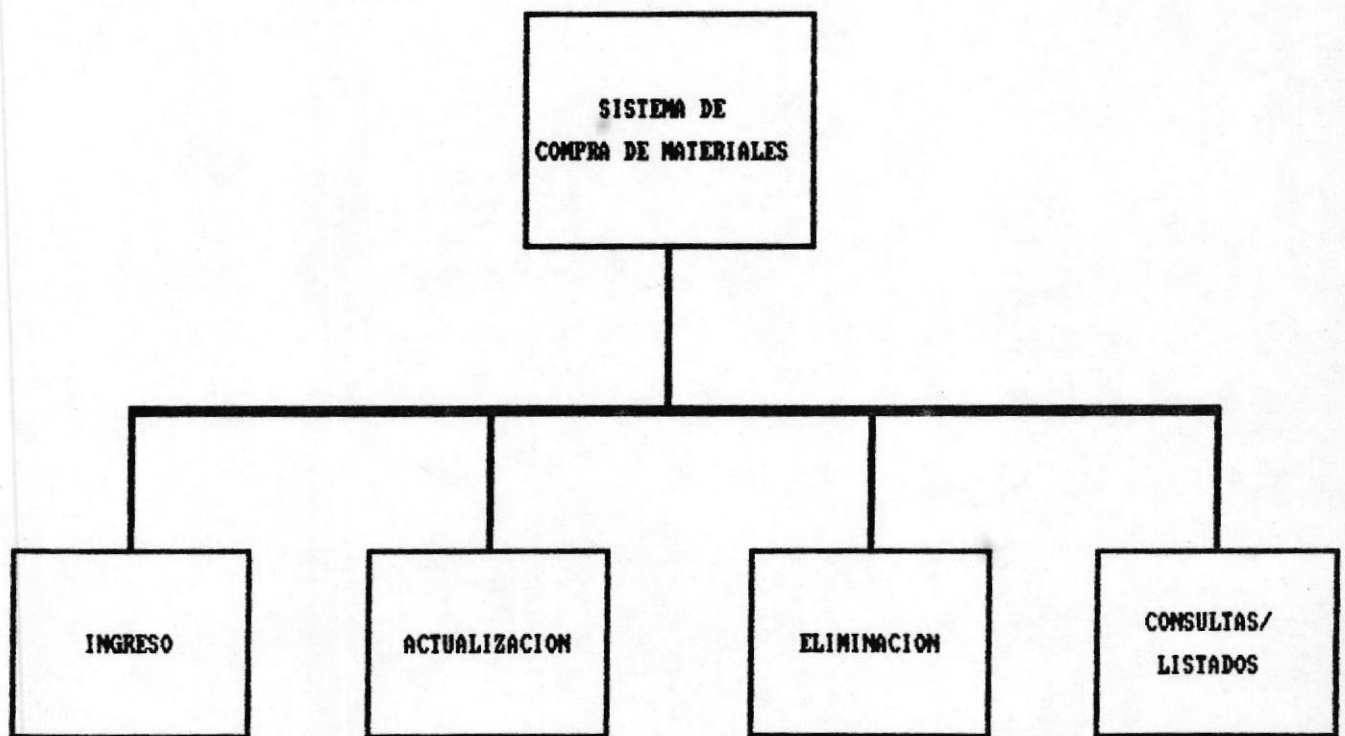 SISTEMA DE
COMPRA DE MATERIALES
INGRESO
ACTUALIZACION
ELIMINACION
CONSULTAS/
LISTADOS